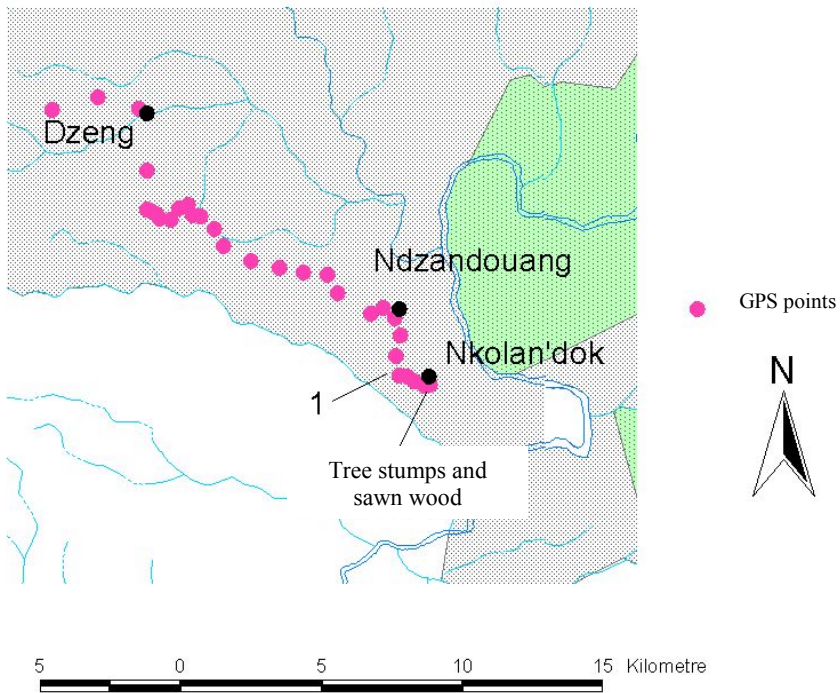 Dzeng
Ndzandouang
GPS points
Nkolan'dok
N
1
Tree stumps and
sawn wood
5 0 5 10 15 Kilometre